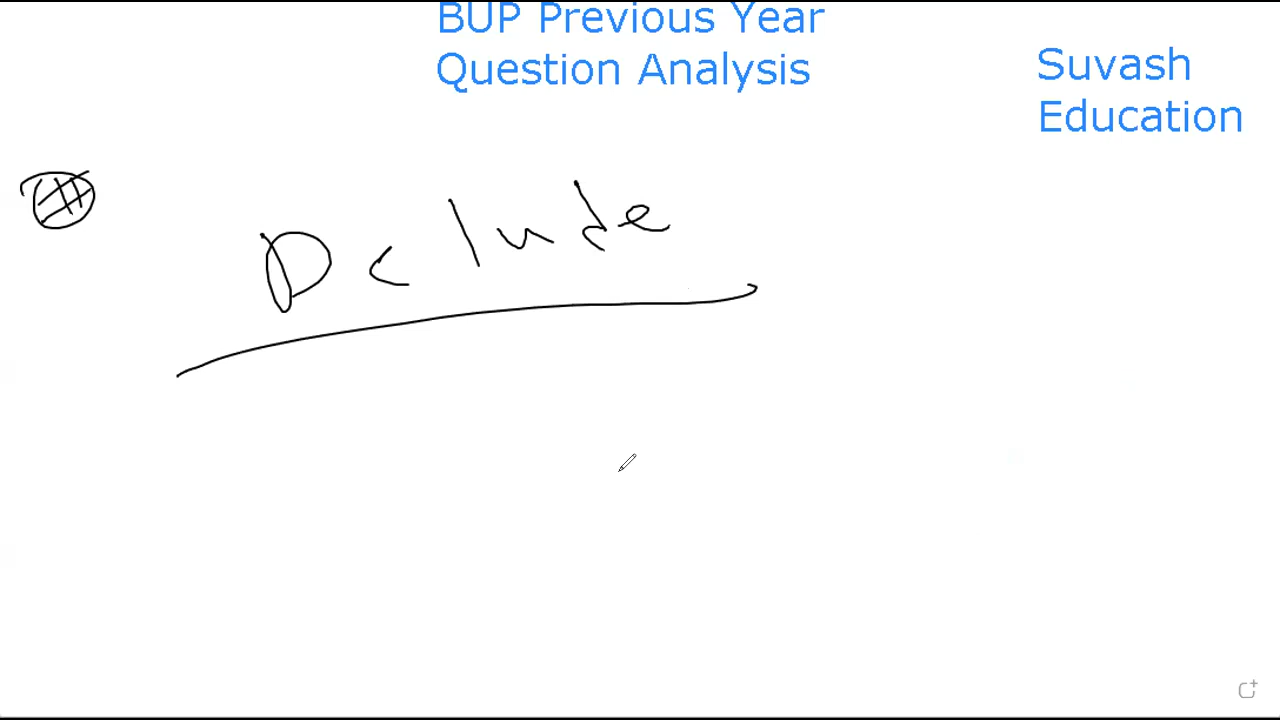 BUP Previous Year
Question Analysis
Suvash
Education
Delude